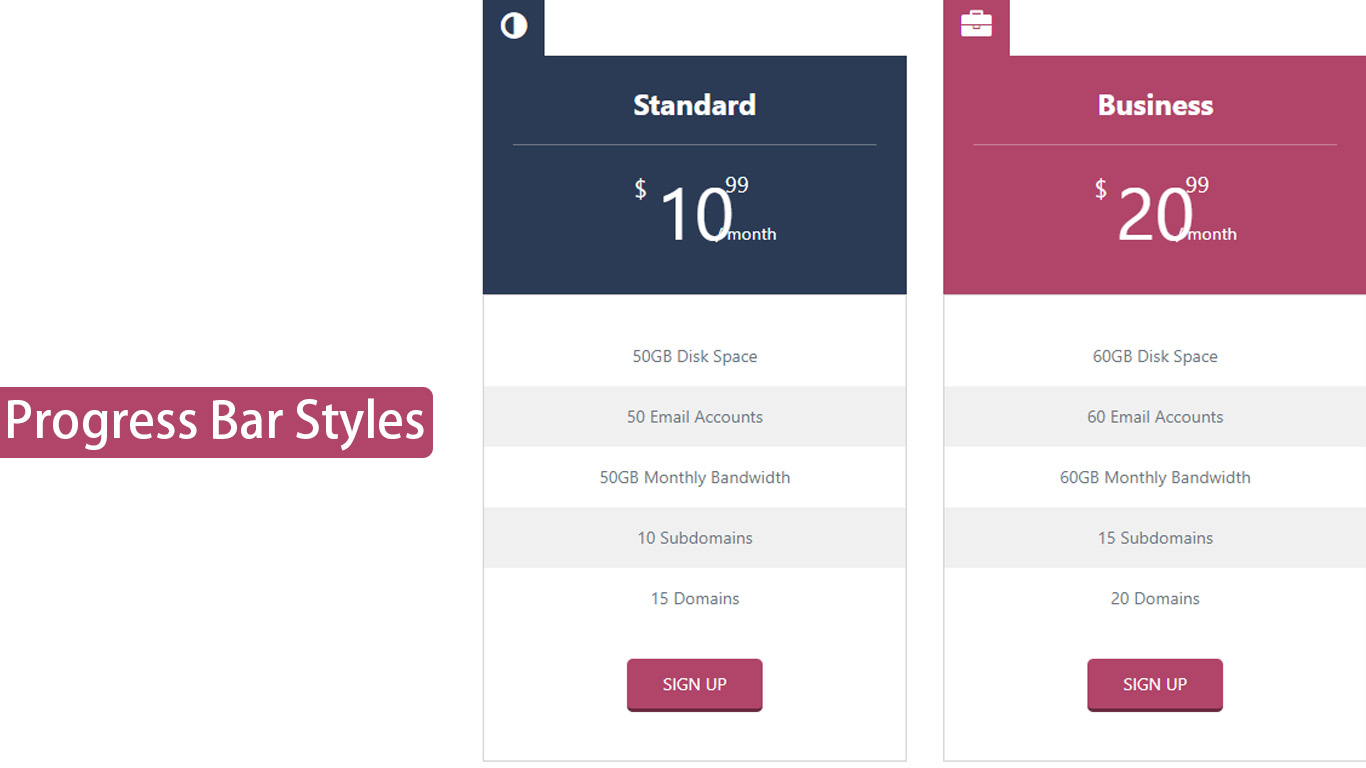 Progress Bar Styles
Standard
$ 10 99
/month
50GB Disk Space
50 Email Accounts
50GB Monthly Bandwidth
10 Subdomains
15 Domains
SIGN UP
Business
$ 20 99
/month
60GB Disk Space
60 Email Accounts
60GB Monthly Bandwidth
15 Subdomains
20 Domains
SIGN UP